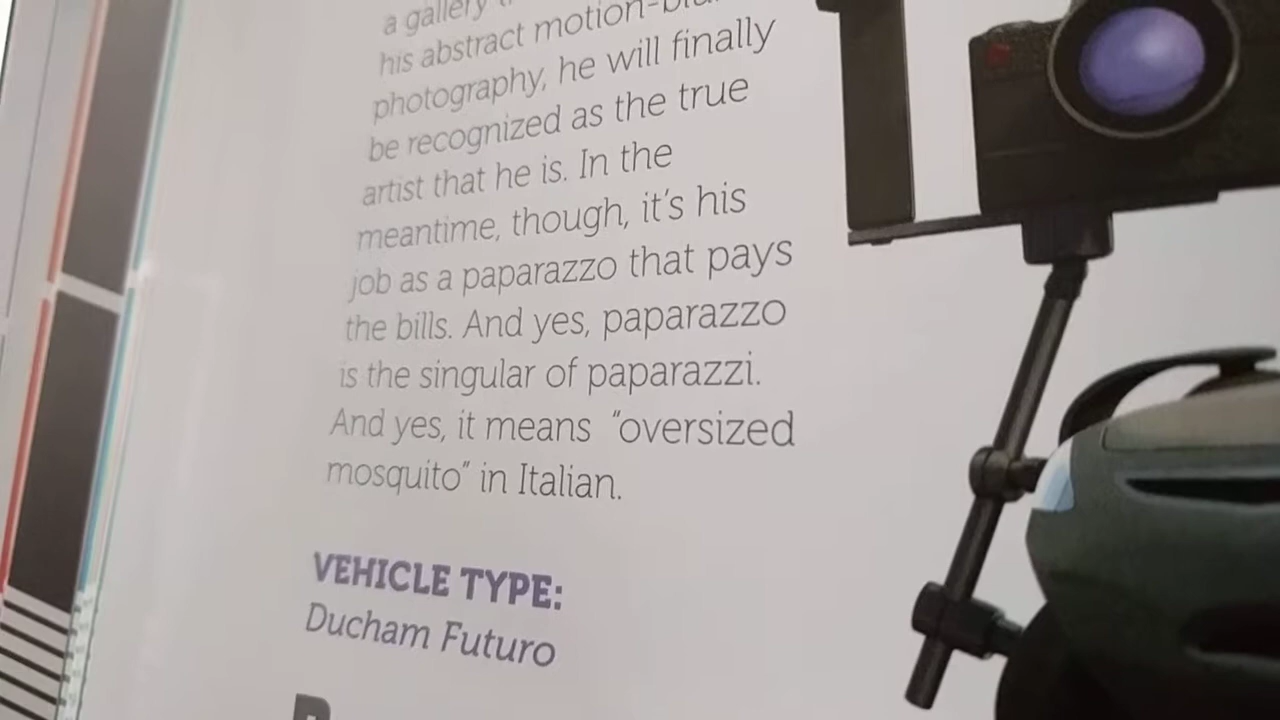 a gallery
his abstract motion-blu
photography, he will finally
be recognized as the true
artist that he is. In the
meantime, though, it's his
job as a paparazzo that pays
the bills. And yes, paparazzo
is the singular of paparazzi.
And yes, it means "oversized
mosquito" in Italian.
VEHICLE TYPE:
Ducham Futuro